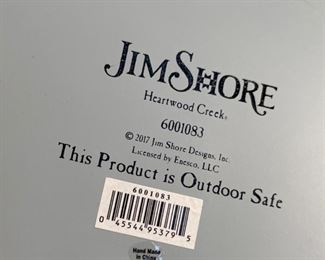 JIM SHORE
Heartwood Creek®
6001083
© 2017 Jim Shore Designs, Inc.
Licensed by Enesco, LLC
This Product is Outdoor Safe
6001083
0 45544 95379 5
Hand Made
in China